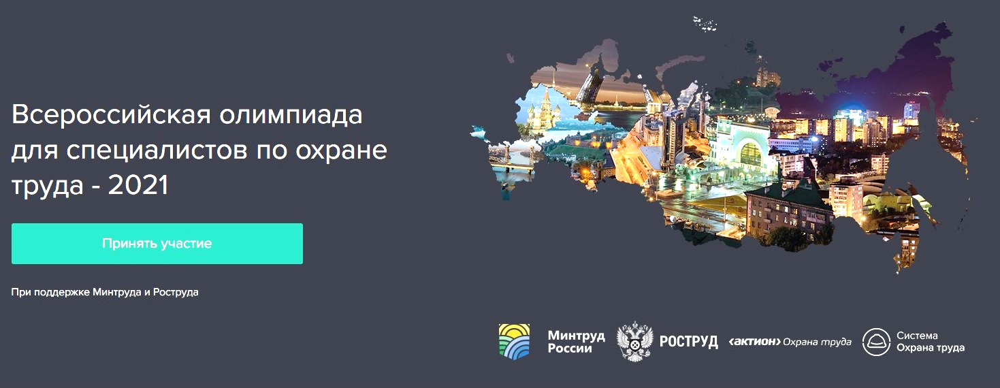 Всероссийская олимпиада
для специалистов по охране
труда - 2021
Принять участие
При поддержке Минтруда и Роструда
Минтруд
России
РОСТРУД
‹актион› Охрана труда
Система
Охрана труда